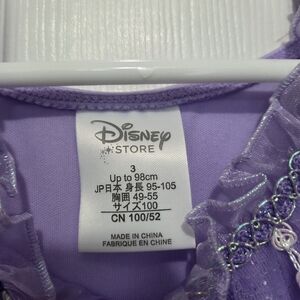 Disney
STORE
3
Up to 98cm
JP日本 身長 95-105
胸囲 49-55
サイズ100
CN 100/52
MADE IN CHINA
FABRIQUÉ EN CHINE